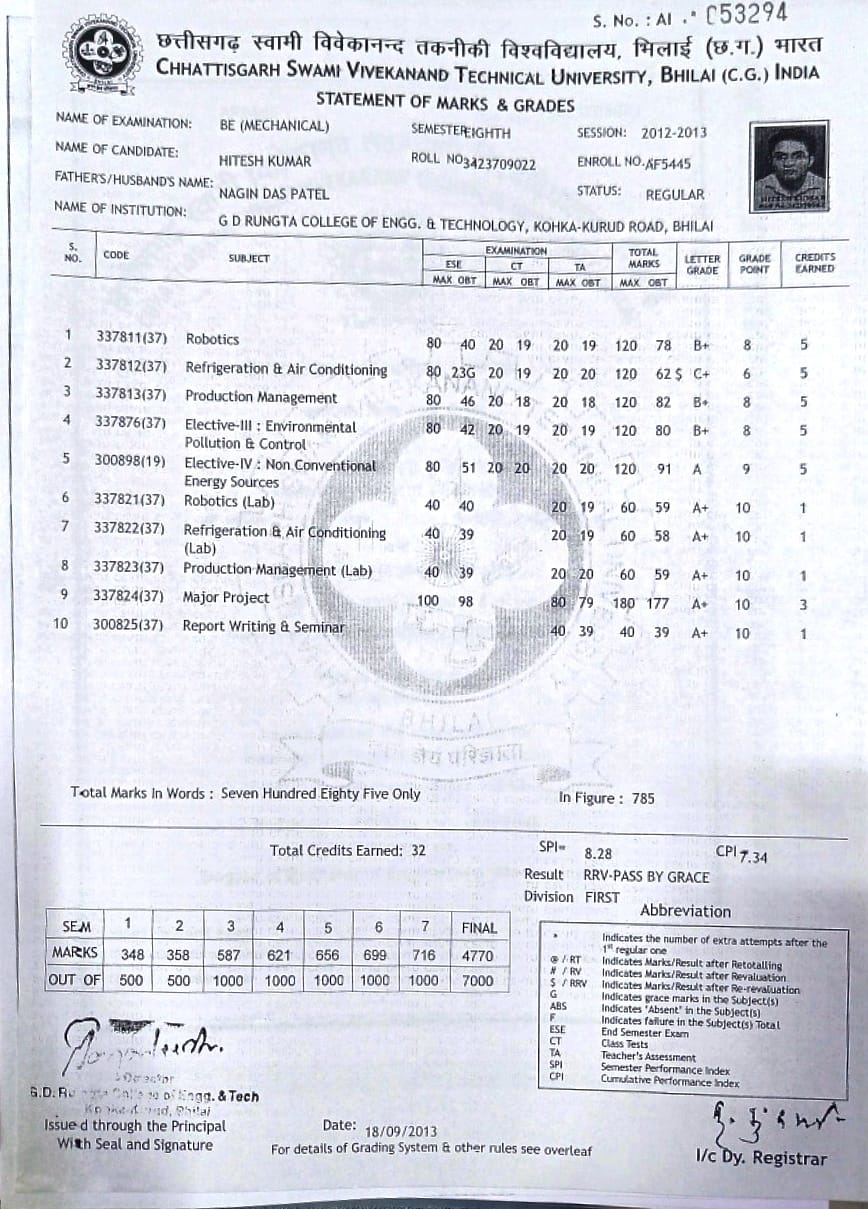 S. No. : AI . C53294
छत्तीसगढ़ स्वामी विवेकानन्द तकनीकी विश्वविद्यालय, भिलाई (छ.ग.) भारत
CHHATTISGARH SWAMI VIVEKANAND TECHNICAL UNIVERSITY, BHILAI (C.G.) INDIA
STATEMENT OF MARKS & GRADES
NAME OF EXAMINATION: BE (MECHANICAL) SEMESTER EIGHTH SESSION: 2012-2013
NAME OF CANDIDATE: HITESH KUMAR ROLL NO 3423709022 ENROLL NO. AF5445
FATHER'S/HUSBAND'S NAME: NAGIN DAS PATEL STATUS: REGULAR
NAME OF INSTITUTION: G D RUNGTA COLLEGE OF ENGG. & TECHNOLOGY, KOHKA-KURUD ROAD, BHILAI
S. NO. CODE SUBJECT EXAMINATION TOTAL MARKS LETTER GRADE GRADE POINT CREDITS EARNED
ESE CT TA
MAX OBT MAX OBT MAX OBT MAX OBT
1 337811(37) Robotics 80 40 20 19 20 19 120 78 B+ 8 5
2 337812(37) Refrigeration & Air Conditioning 80 23G 20 19 20 20 120 62 $ C+ 6 5
3 337813(37) Production Management 80 46 20 18 20 18 120 82 B+ 8 5
4 337876(37) Elective-III : Environmental 80 42 20 19 20 19 120 80 B+ 8 5
Pollution & Control
5 300898(19) Elective-IV : Non Conventional 80 51 20 20 20 20 120 91 A 9 5
Energy Sources
6 337821(37) Robotics (Lab) 40 40 20 19 60 59 A+ 10 1
7 337822(37) Refrigeration & Air Conditioning 40 39 20 19 60 58 A+ 10 1
(Lab)
8 337823(37) Production Management (Lab) 40 39 20 20 60 59 A+ 10 1
9 337824(37) Major Project 100 98 80 79 180 177 A+ 10 3
10 300825(37) Report Writing & Seminar 40 39 40 39 A+ 10 1
BHILAI
Total Marks In Words : Seven Hundred Eighty Five Only In Figure : 785
Total Credits Earned: 32 SPI= 8.28 CPI 7.34
Result RRV-PASS BY GRACE
Division FIRST
SEM 1 2 3 4 5 6 7 FINAL
MARKS 348 358 587 621 656 699 716 4770
OUT OF 500 500 1000 1000 1000 1000 1000 7000
Abbreviation
* Indicates the number of extra attempts after the
1st regular one
@ / RT Indicates Marks/Result after Retotalling
# / RV Indicates Marks/Result after Revaluation
$ / RRV Indicates Marks/Result after Re-revaluation
G Indicates grace marks in the Subject(s)
ABS Indicates 'Absent' in the Subject(s)
F Indicates failure in the Subject(s) Total
ESE End Semester Exam
CT Class Tests
TA Teacher's Assessment
SPI Semester Performance Index
CPI Cumulative Performance Index
Director
G.D. Rungta College of Engg. & Tech
Bhilai
Issued through the Principal
With Seal and Signature
Date: 18/09/2013
For details of Grading System & other rules see overleaf
I/c Dy. Registrar